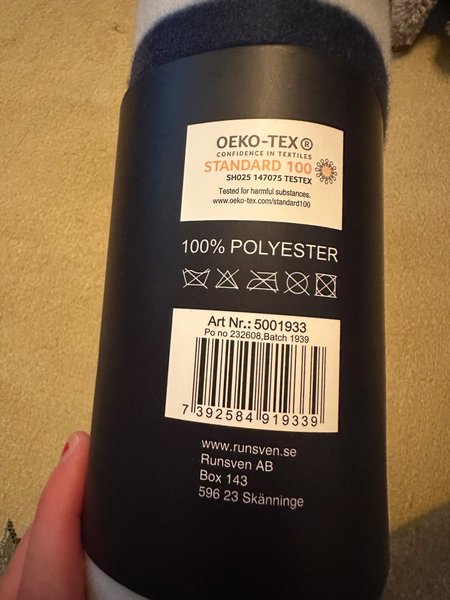 OEKO-TEX®
CONFIDENCE IN TEXTILES
STANDARD 100
SH025 147075 TESTEX
Tested for harmful substances.
www.oeko-tex.com/standard100
100% POLYESTER
Art Nr.: 5001933
Po no 232608,Batch 1939
7 392584 919339
www.runsven.se
Runsven AB
Box 143
596 23 Skänninge